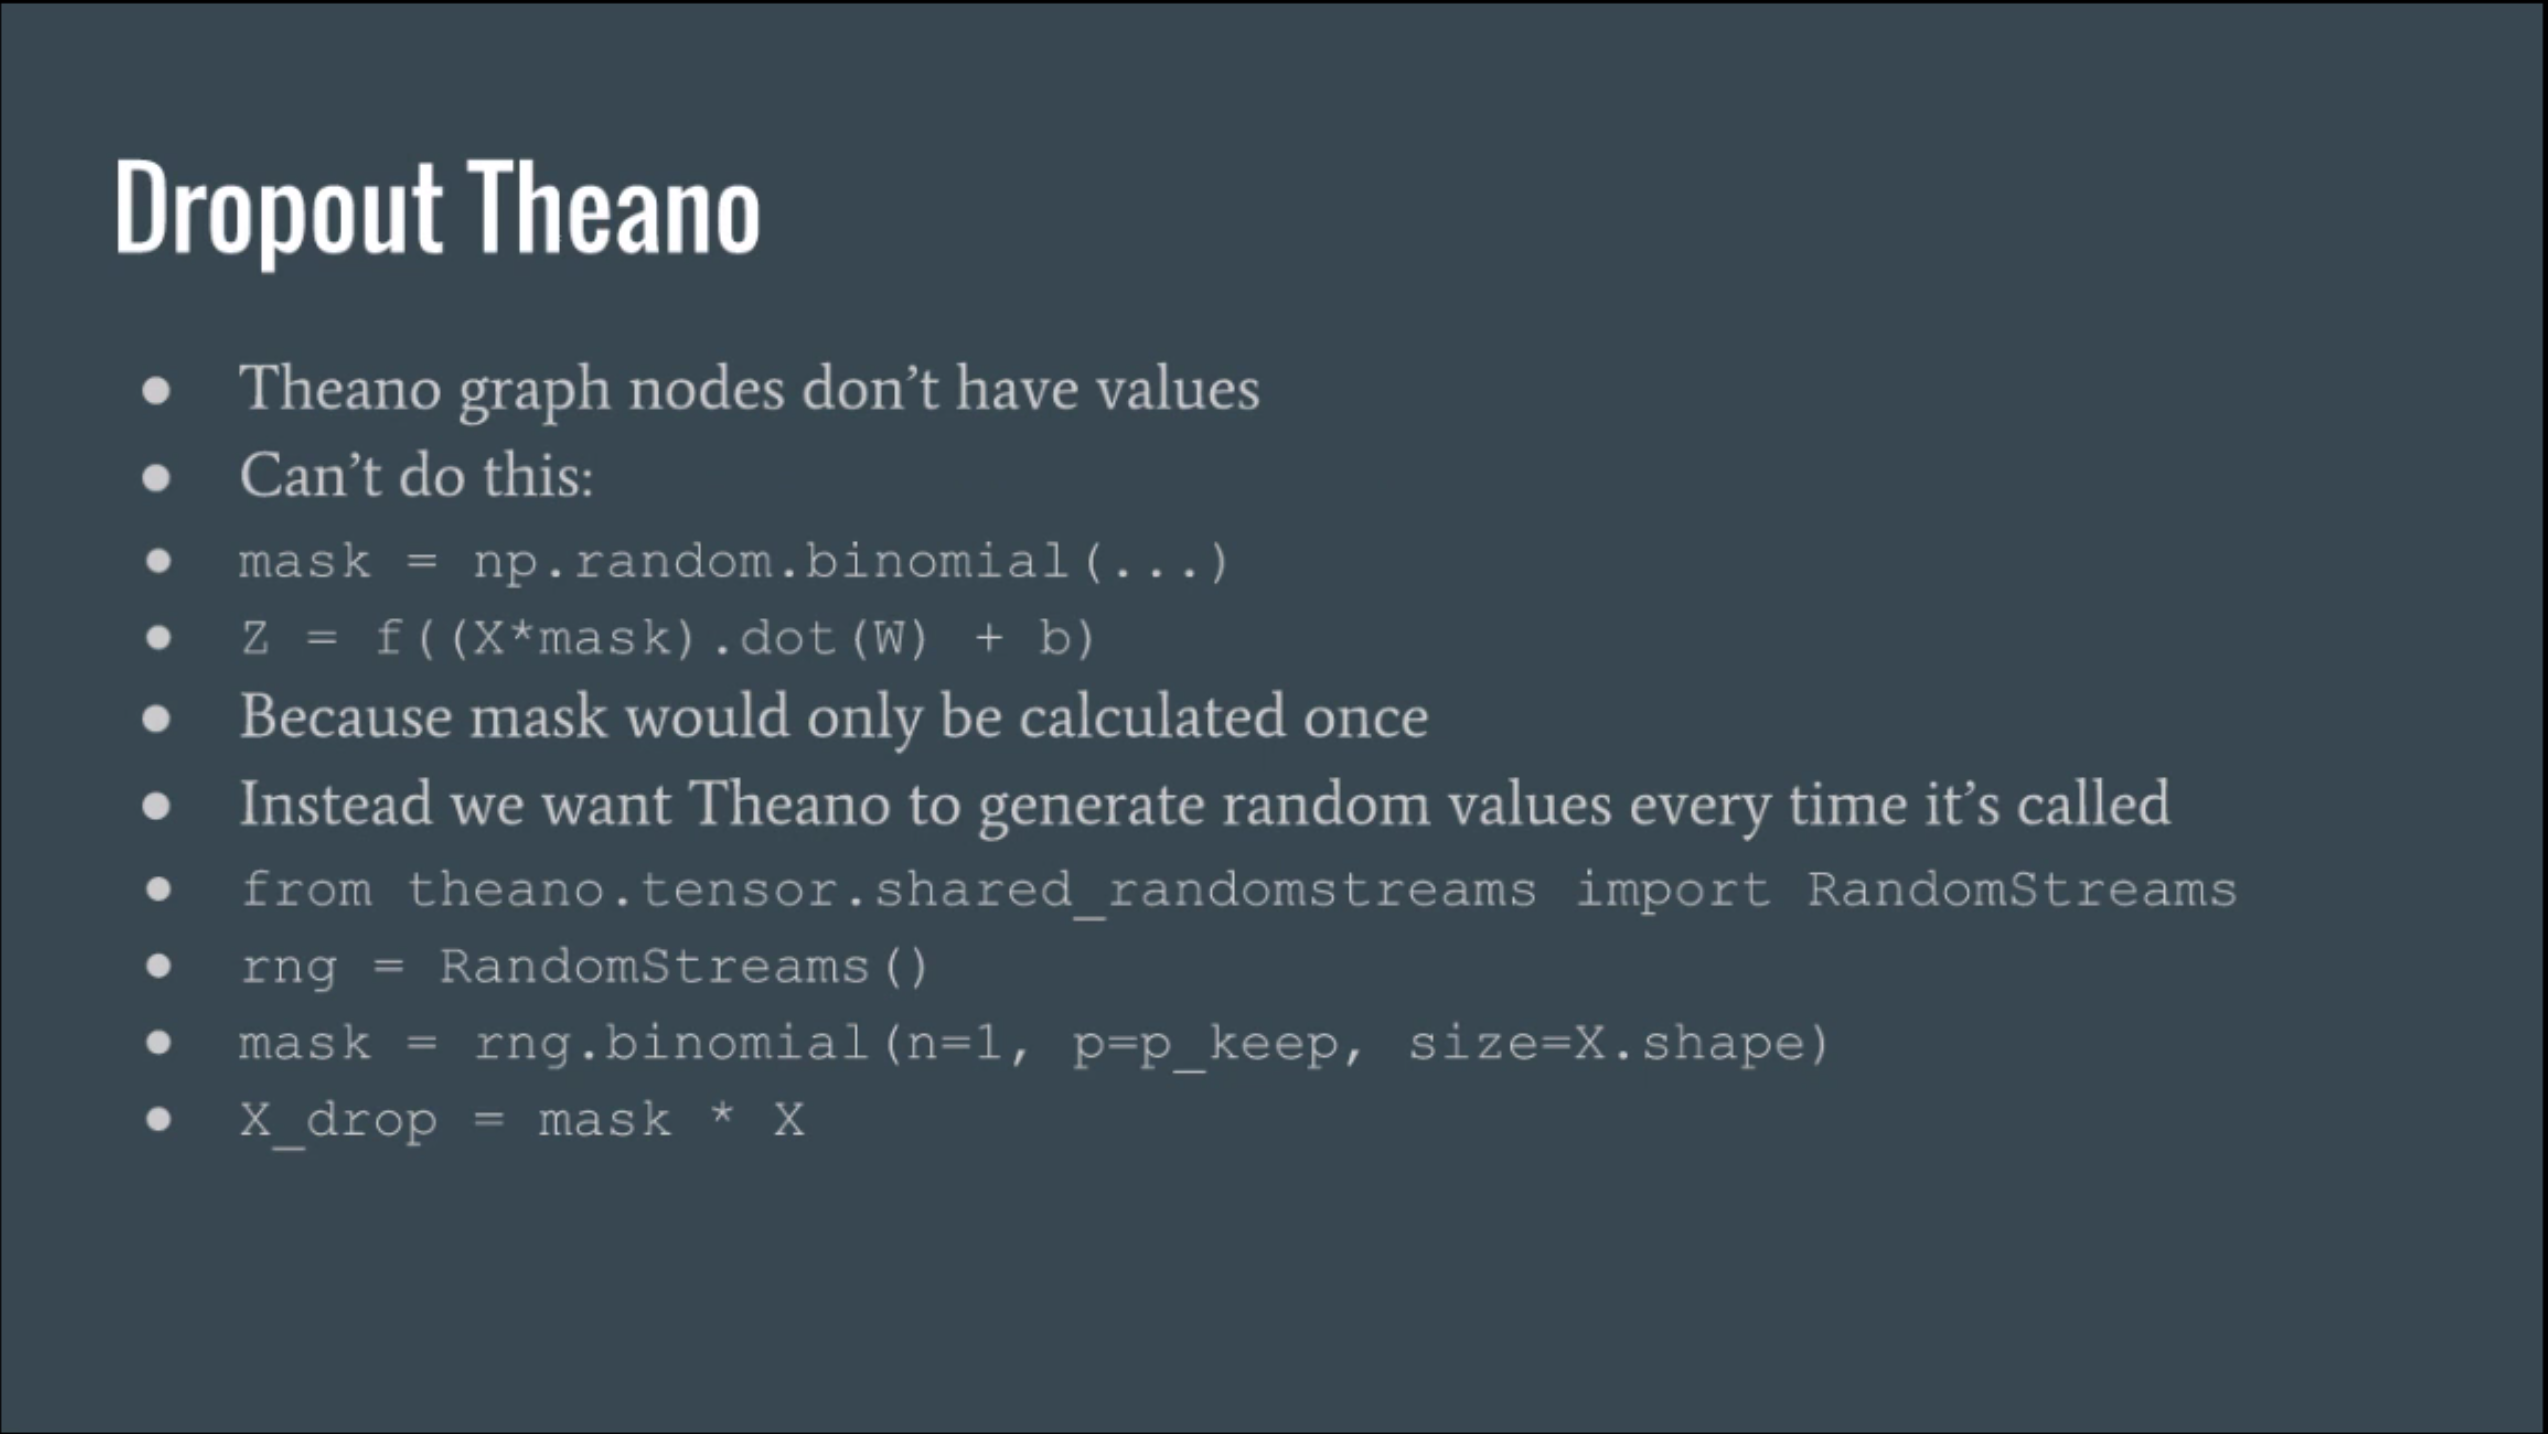 Dropout Theano
● Theano graph nodes don’t have values
● Can’t do this:
● mask = np.random.binomial(...)
● Z = f((X*mask).dot(W) + b)
● Because mask would only be calculated once
● Instead we want Theano to generate random values every time it’s called
● from theano.tensor.shared_randomstreams import RandomStreams
● rng = RandomStreams()
● mask = rng.binomial(n=1, p=p_keep, size=X.shape)
● X_drop = mask * X